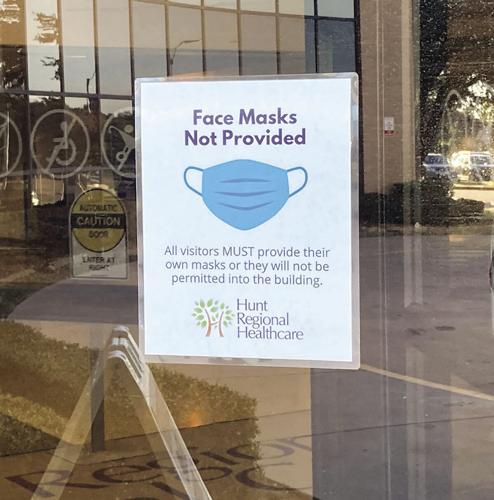 Face Masks
Not Provided
All visitors MUST provide their
own masks or they will not be
permitted into the building.
Hunt
Regional
Healthcare
AUTOMATIC
CAUTION
DOOR
ENTER AT
RIGHT
Region